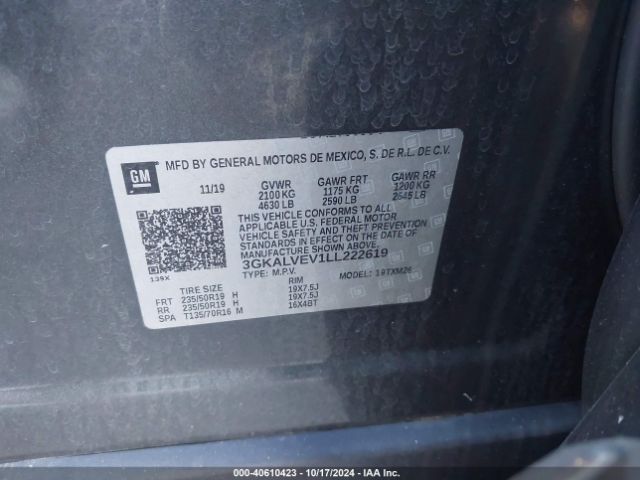 MFD BY GENERAL MOTORS DE MEXICO, S. DE R.L. DE C.V.
GM
11/19 GVWR GAWR FRT GAWR RR
2100 KG 1175 KG 1200 KG
4630 LB 2590 LB 2645 LB
THIS VEHICLE CONFORMS TO ALL
APPLICABLE U.S. FEDERAL MOTOR
VEHICLE SAFETY AND THEFT PREVENTION
STANDARDS IN EFFECT ON THE DATE OF
MANUFACTURE SHOWN ABOVE.
3GKALVEV1LL222619
139X
TYPE: M.P.V. MODEL: 19TXM26
TIRE SIZE RIM
FRT 235/50R19 H 19X7.5J
RR 235/50R19 H 19X7.5J
SPA T135/70R16 M 16X4BT
000-40610423 - 10/17/2024 - IAA Inc.